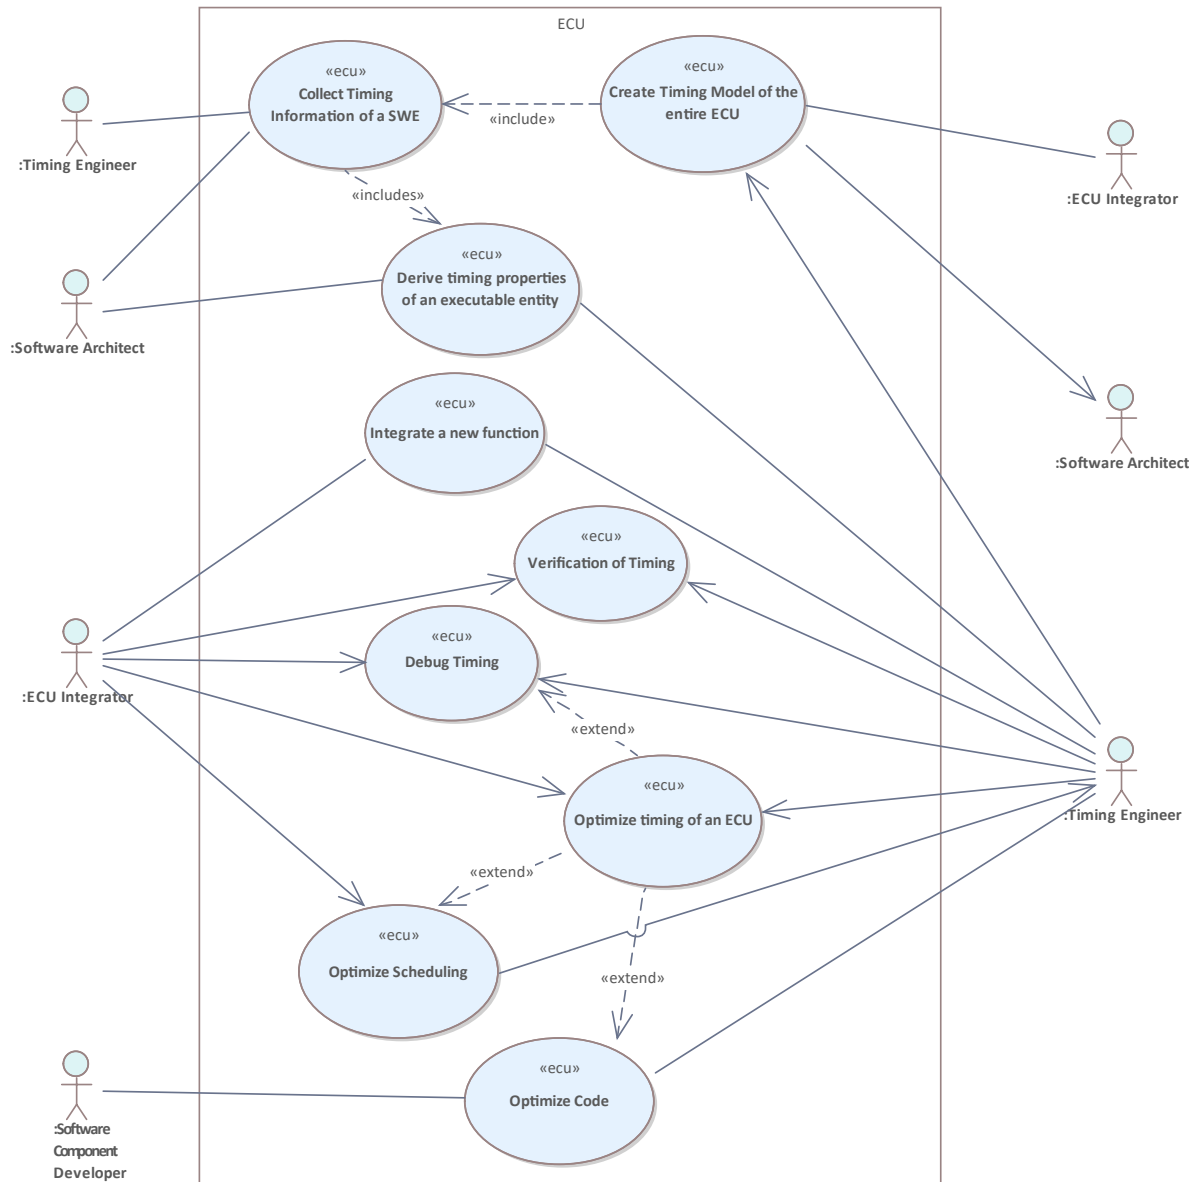 ECU
«ecu»
Collect Timing
Information of a SWE
«ecu»
Create Timing Model of the
entire ECU
«include»
:Timing Engineer
:ECU Integrator
«includes»
«ecu»
Derive timing properties
of an executable entity
:Software Architect
«ecu»
Integrate a new function
:Software Architect
«ecu»
Verification of Timing
«ecu»
Debug Timing
:ECU Integrator
«extend»
«ecu»
Optimize timing of an ECU
:Timing Engineer
«extend»
«ecu»
Optimize Scheduling
«extend»
«ecu»
Optimize Code
:Software
Component
Developer